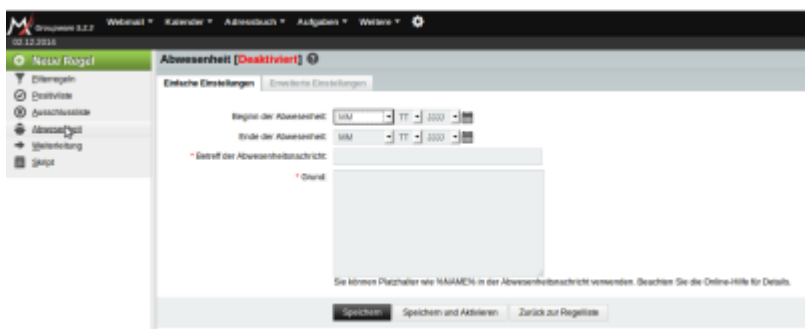 Groupware 5.2.2 Webmail Kalender Adressbuch Aufgaben Weitere
02.12.2014
Neue Regel
Filterregeln
Positivliste
Ausschlussliste
Abwesenheit
Weiterleitung
Skript
Abwesenheit [Deaktiviert]
Einfache Einstellungen Erweiterte Einstellungen
Beginn der Abwesenheit: MM TT JJJJ
Ende der Abwesenheit: MM TT JJJJ
* Betreff der Abwesenheitsnachricht:
* Grund:
Sie können Platzhalter wie %NAME% in der Abwesenheitsnachricht verwenden. Beachten Sie die Online-Hilfe für Details.
Speichern Speichern und Aktivieren Zurück zur Regelliste